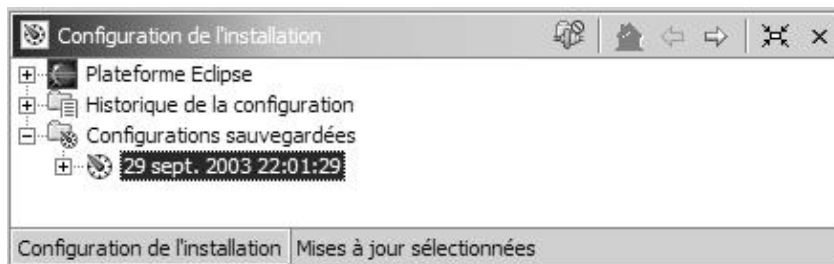 Configuration de l'installation
Plateforme Eclipse
Historique de la configuration
Configurations sauvegardées
29 sept. 2003 22:01:29
Configuration de l'installation Mises à jour sélectionnées